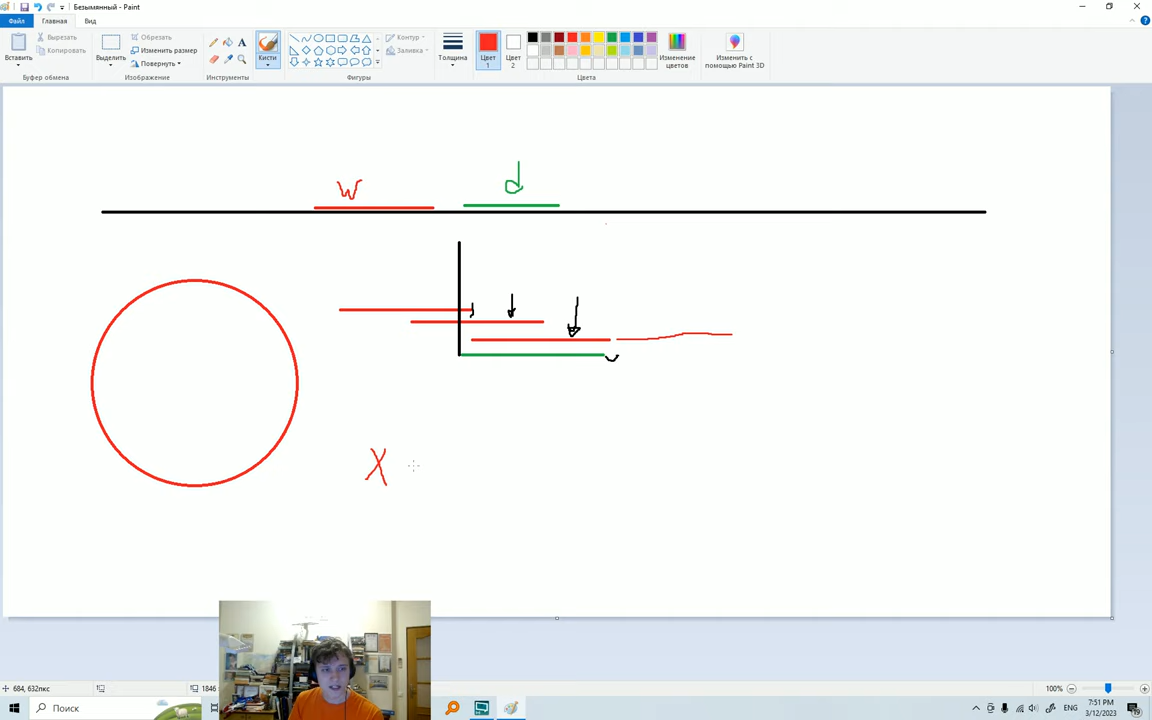 Безымянный - Paint
Файл Главная Вид
Вставить
Вырезать
Копировать
Буфер обмена
Выделить
Обрезать
Изменить размер
Повернуть
Изображение
Инструменты
Кисти
Контур
Заливка
Фигуры
Толщина
Цвет 1
Цвет 2
Цвета
Изменение цветов
Изменить с помощью Paint 3D
w d
X
684, 632пкс
1846
100%
Поиск
ENG
7:51 PM
3/12/2023